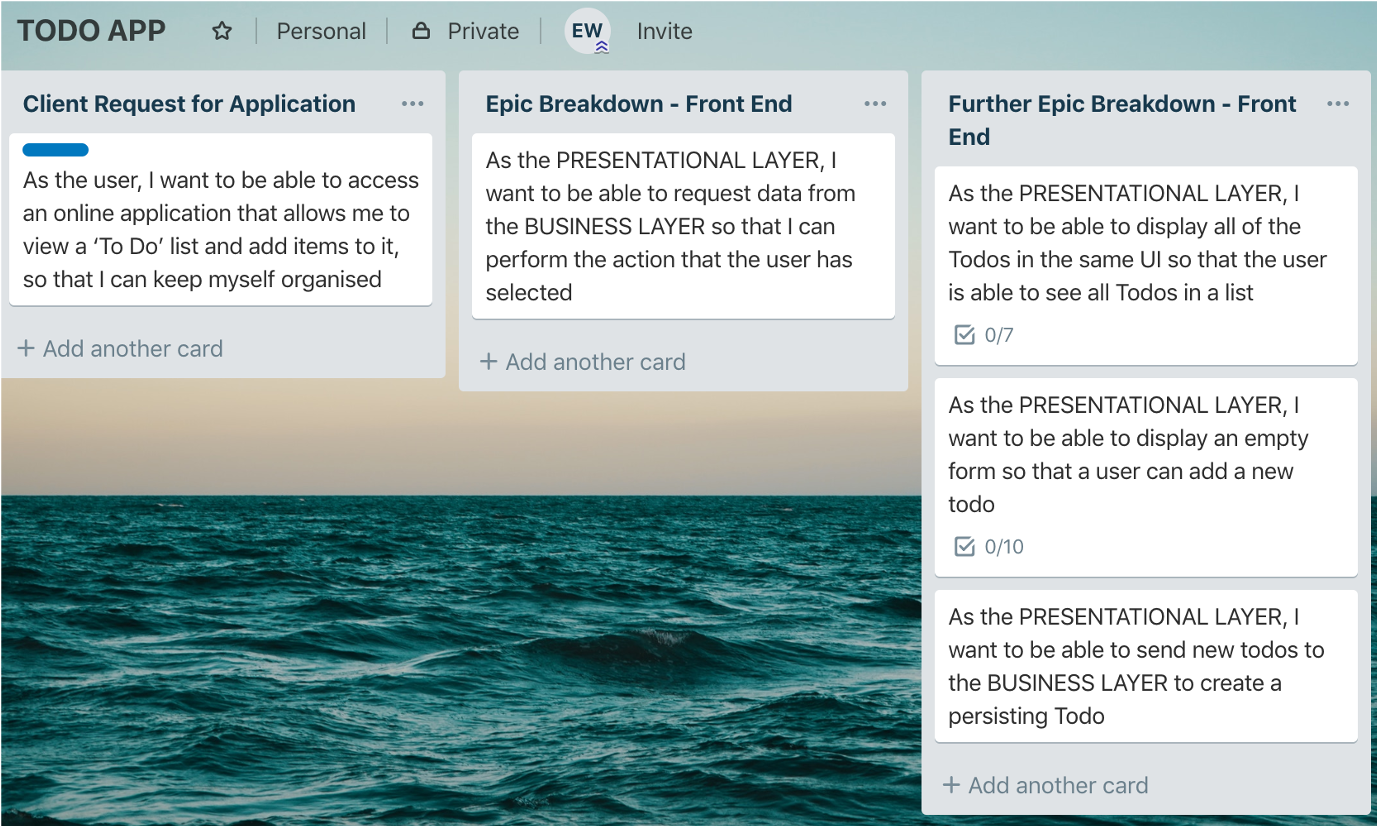 TODO APP
Personal
Private
EW
Invite
Client Request for Application
As the user, I want to be able to access
an online application that allows me to
view a ‘To Do’ list and add items to it,
so that I can keep myself organised
+ Add another card
Epic Breakdown - Front End
As the PRESENTATIONAL LAYER, I
want to be able to request data from
the BUSINESS LAYER so that I can
perform the action that the user has
selected
+ Add another card
Further Epic Breakdown - Front
End
As the PRESENTATIONAL LAYER, I
want to be able to display all of the
Todos in the same UI so that the user
is able to see all Todos in a list
0/7
As the PRESENTATIONAL LAYER, I
want to be able to display an empty
form so that a user can add a new
todo
0/10
As the PRESENTATIONAL LAYER, I
want to be able to send new todos to
the BUSINESS LAYER to create a
persisting Todo
+ Add another card